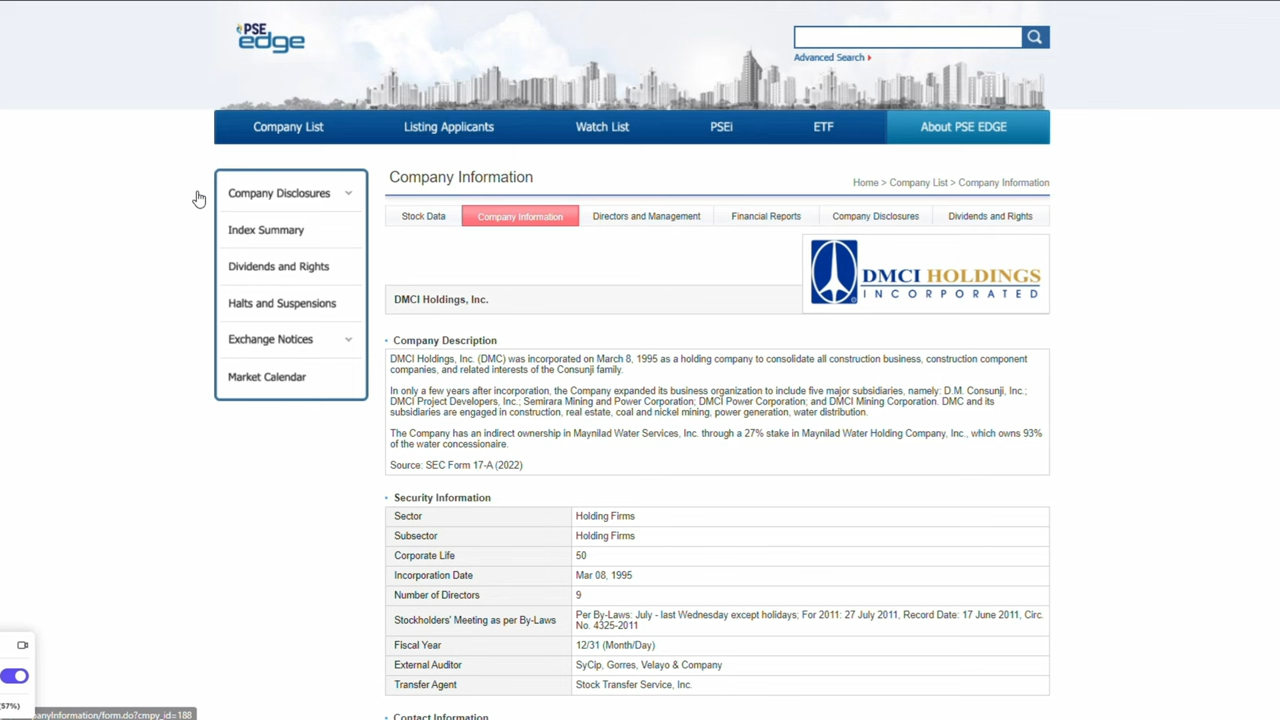 PSE
edge
Advanced Search
Company List
Listing Applicants
Watch List
PSEi
ETF
About PSE EDGE
Company Disclosures
Index Summary
Dividends and Rights
Halts and Suspensions
Exchange Notices
Market Calendar
Company Information
Home > Company List > Company Information
Stock Data
Company Information
Directors and Management
Financial Reports
Company Disclosures
Dividends and Rights
DMCI HOLDINGS
INCORPORATED
DMCI Holdings, Inc.
Company Description
DMCI Holdings, Inc. (DMC) was incorporated on March 8, 1995 as a holding company to consolidate all construction business, construction component
companies, and related interests of the Consunji family.
In only a few years after incorporation, the Company expanded its business organization to include five major subsidiaries, namely: D.M. Consunji, Inc.;
DMCI Project Developers, Inc.; Semirara Mining and Power Corporation; DMCI Power Corporation; and DMCI Mining Corporation. DMC and its
subsidiaries are engaged in construction, real estate, coal and nickel mining, power generation, water distribution.
The Company has an indirect ownership in Maynilad Water Services, Inc. through a 27% stake in Maynilad Water Holding Company, Inc., which owns 93%
of the water concessionaire.
Source: SEC Form 17-A (2022)
Security Information
Sector Holding Firms
Subsector Holding Firms
Corporate Life 50
Incorporation Date Mar 08, 1995
Number of Directors 9
Stockholders' Meeting as per By-Laws Per By-Laws: July - last Wednesday except holidays; For 2011: 27 July 2011, Record Date: 17 June 2011, Circ.
No. 4325-2011
Fiscal Year 12/31 (Month/Day)
External Auditor SyCip, Gorres, Velayo & Company
Transfer Agent Stock Transfer Service, Inc.
Contact Information
57%)
anyInformation/form.do?cmpy_id=188